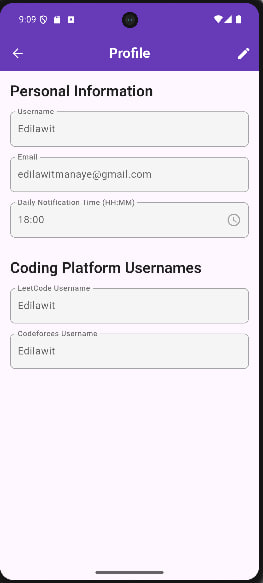 9:09
Profile
Personal Information
Username
Edilawit
Email
edilawitmanaye@gmail.com
Daily Notification Time (HH:MM)
18:00
Coding Platform Usernames
LeetCode Username
Edilawit
Codeforces Username
Edilawit